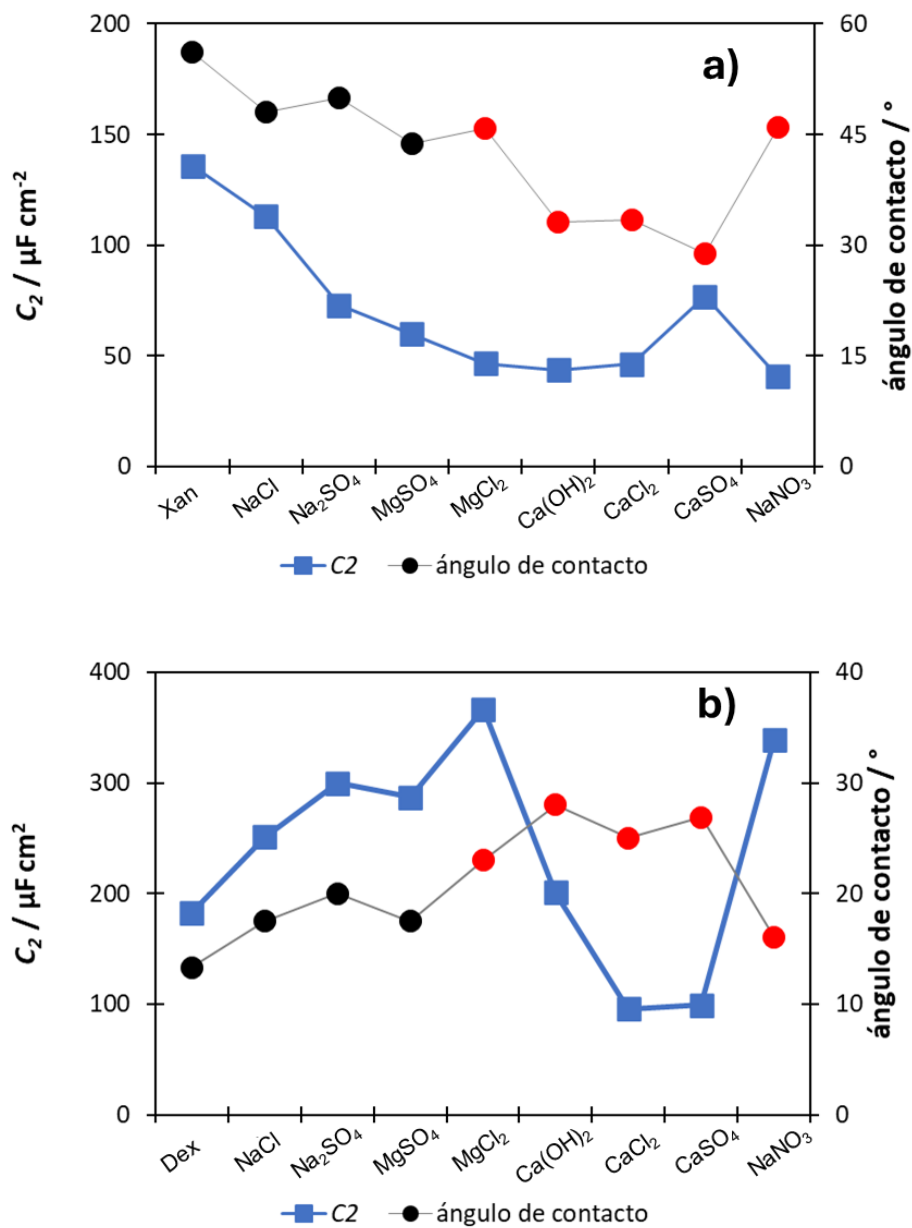 a)
200
150
100
50
0
C₂ / µF cm⁻²
60
45
30
15
0
ángulo de contacto / °
Xan
NaCl
Na₂SO₄
MgSO₄
MgCl₂
Ca(OH)₂
CaCl₂
CaSO₄
NaNO₃
C2
ángulo de contacto
b)
400
300
200
100
0
C₂ / µF cm²
40
30
20
10
0
ángulo de contacto / °
Dex
NaCl
Na₂SO₄
MgSO₄
MgCl₂
Ca(OH)₂
CaCl₂
CaSO₄
NaNO₃
C2
ángulo de contacto